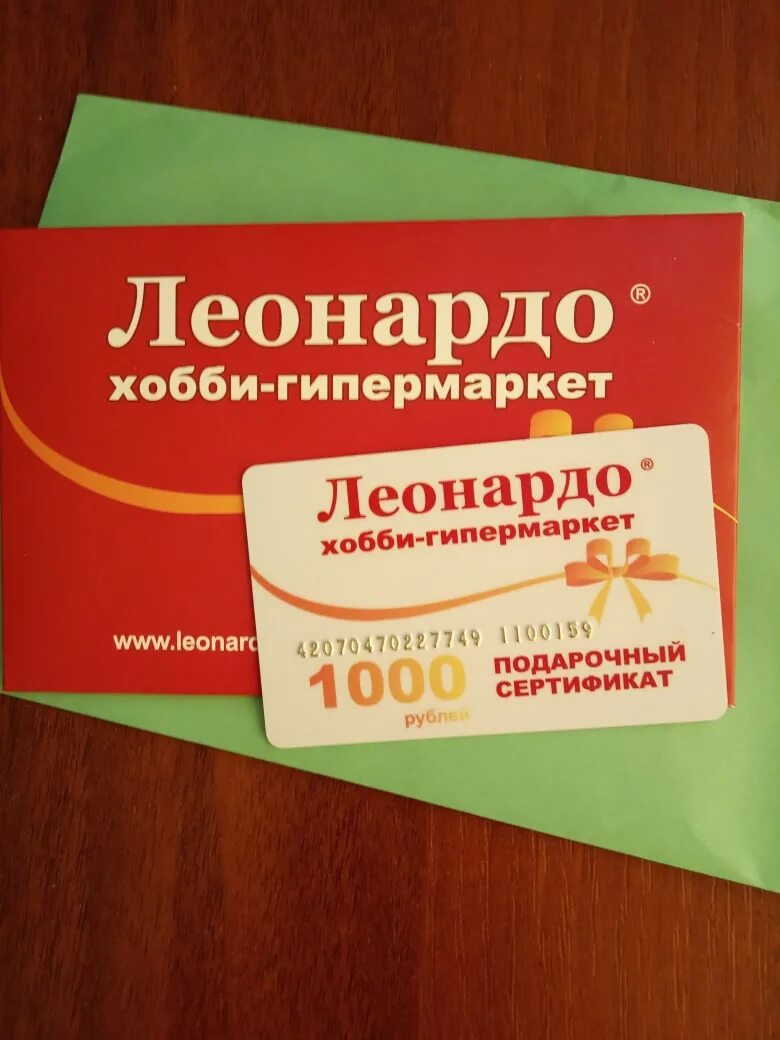 Леонардо ®
хобби-гипермаркет
Леонардо ®
хобби-гипермаркет
www.leonard
42070470227749 1100159
1000
рублей
ПОДАРОЧНЫЙ
СЕРТИФИКАТ